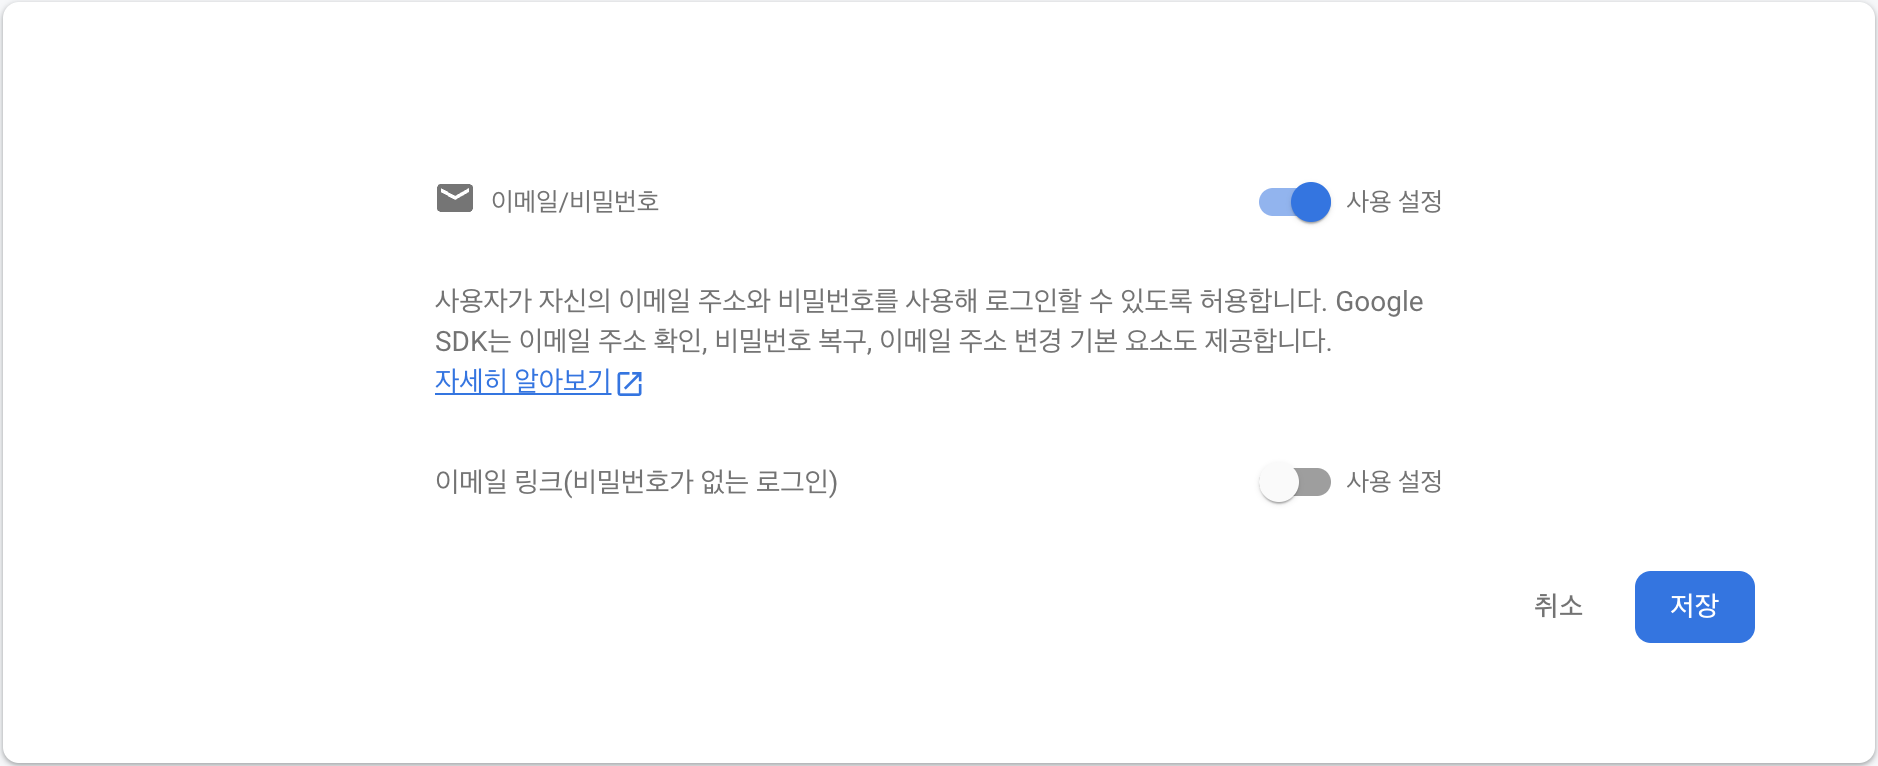 이메일/비밀번호
사용 설정
사용자가 자신의 이메일 주소와 비밀번호를 사용해 로그인할 수 있도록 허용합니다. Google
SDK는 이메일 주소 확인, 비밀번호 복구, 이메일 주소 변경 기본 요소도 제공합니다.
자세히 알아보기
이메일 링크(비밀번호가 없는 로그인)
사용 설정
취소
저장